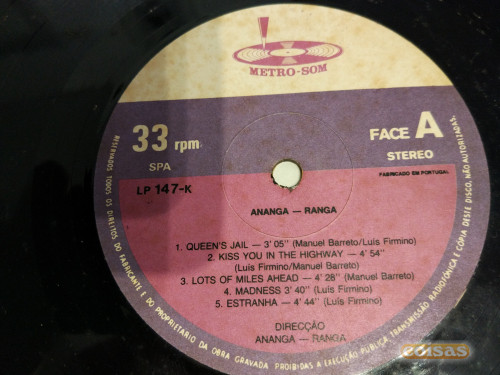 METRO-SOM
33 rpm
SPA
LP 147-K
FACE A
STEREO
FABRICADO EM PORTUGAL
ANANGA — RANGA
1. QUEEN'S JAIL — 3' 05" (Manuel Barreto/Luís Firmino)
2. KISS YOU IN THE HIGHWAY — 4' 54"
(Luís Firmino/Manuel Barreto)
3. LOTS OF MILES AHEAD — 4' 28" (Manuel Barreto)
4. MADNESS 3' 40" (Luís Firmino)
5. ESTRANHA — 4' 44" (Luís Firmino)
DIRECÇÃO
ANANGA — RANGA
RESERVADOS TODOS OS DIREITOS DO FABRICANTE E DO PROPRIETARIO DA OBRA GRAVADA PROIBIDAS A EXECUÇÃO PUBLICA, TRANSMISSÃO RADIOFÓNICA E CÓPIA DESTE DISCO, NÃO AUTORIZADAS.
coisas